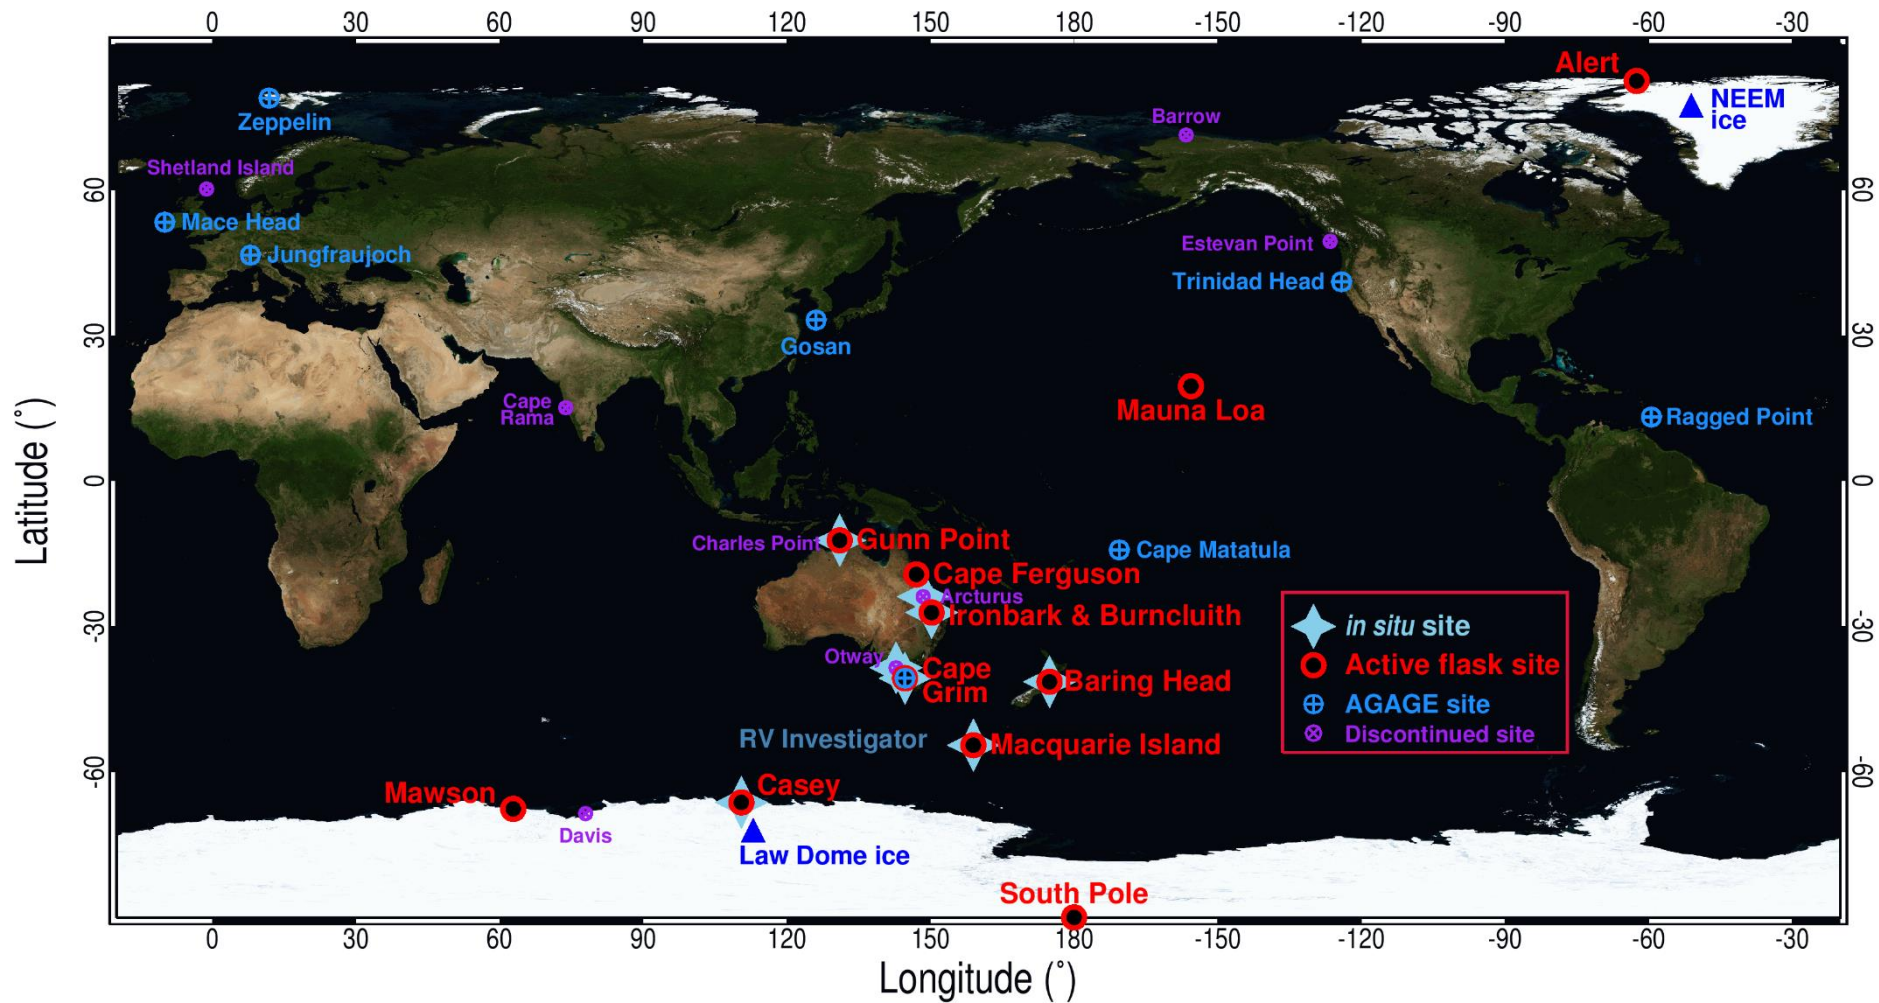 0 30 60 90 120 150 180 -150 -120 -90 -60 -30
Alert
NEEM
ice
Zeppelin
Barrow
Shetland Island
60 60
Mace Head
Estevan Point
Jungfraujoch
Trinidad Head
30 30
Gosan
Cape
Rama
Mauna Loa
Ragged Point
Latitude (°)
0 0
Gunn Point
Charles Point
Cape Matatula
Cape Ferguson
Arcturus
Ironbark & Burncluith
-30 -30
in situ site
Otway
Cape
Grim
Active flask site
Baring Head
AGAGE site
Discontinued site
RV Investigator
Macquarie Island
-60 -60
Casey
Mawson
Davis
Law Dome ice
South Pole
0 30 60 90 120 150 180 -150 -120 -90 -60 -30
Longitude (°)